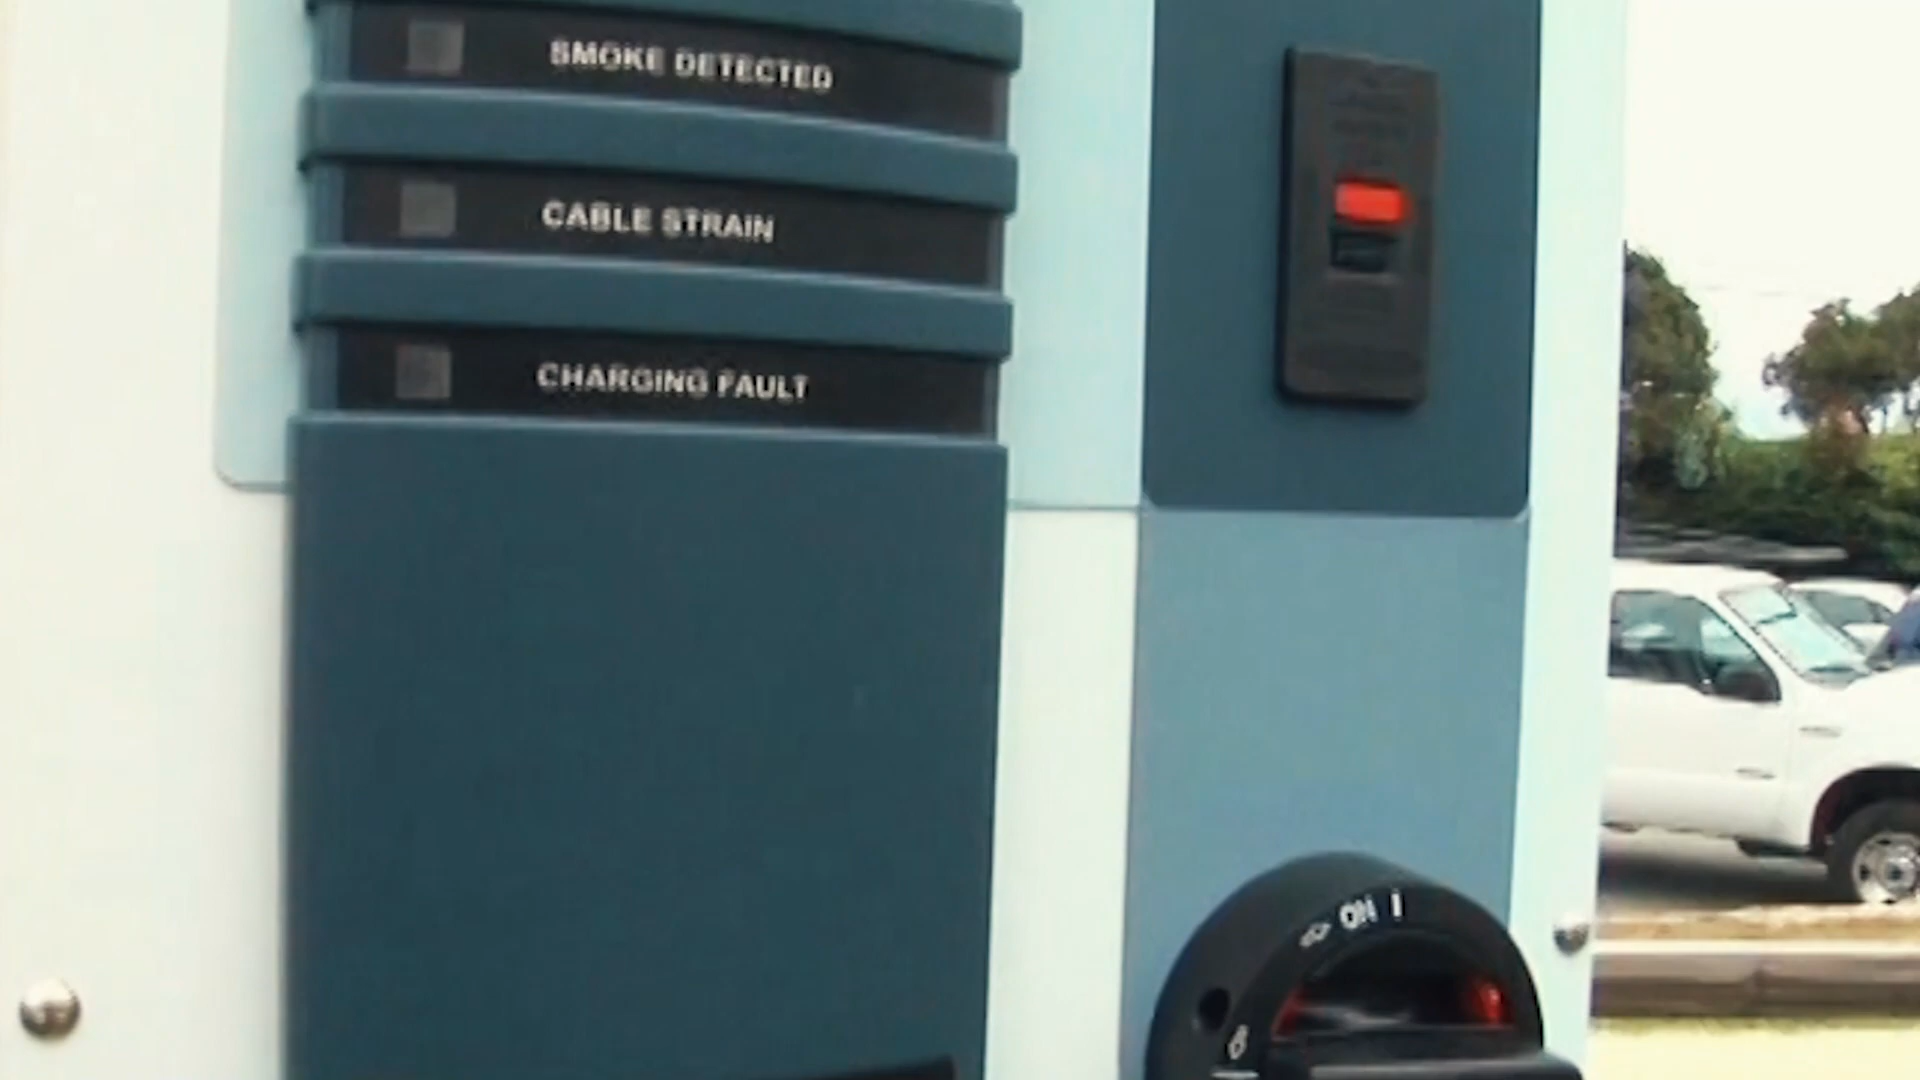 SMOKE DETECTED
CABLE STRAIN
CHARGING FAULT
ON I